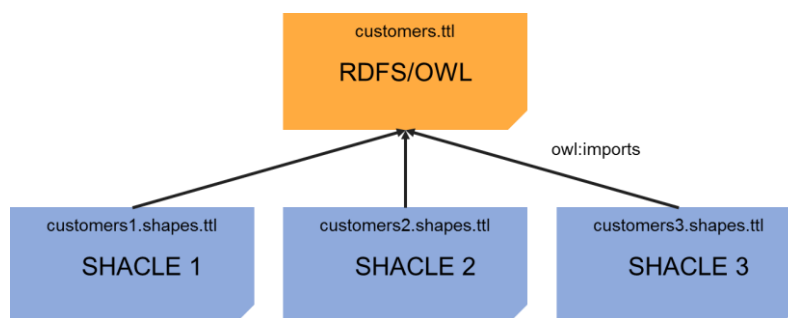 customers.ttl
RDFS/OWL
owl:imports
customers1.shapes.ttl
SHACLE 1
customers2.shapes.ttl
SHACLE 2
customers3.shapes.ttl
SHACLE 3